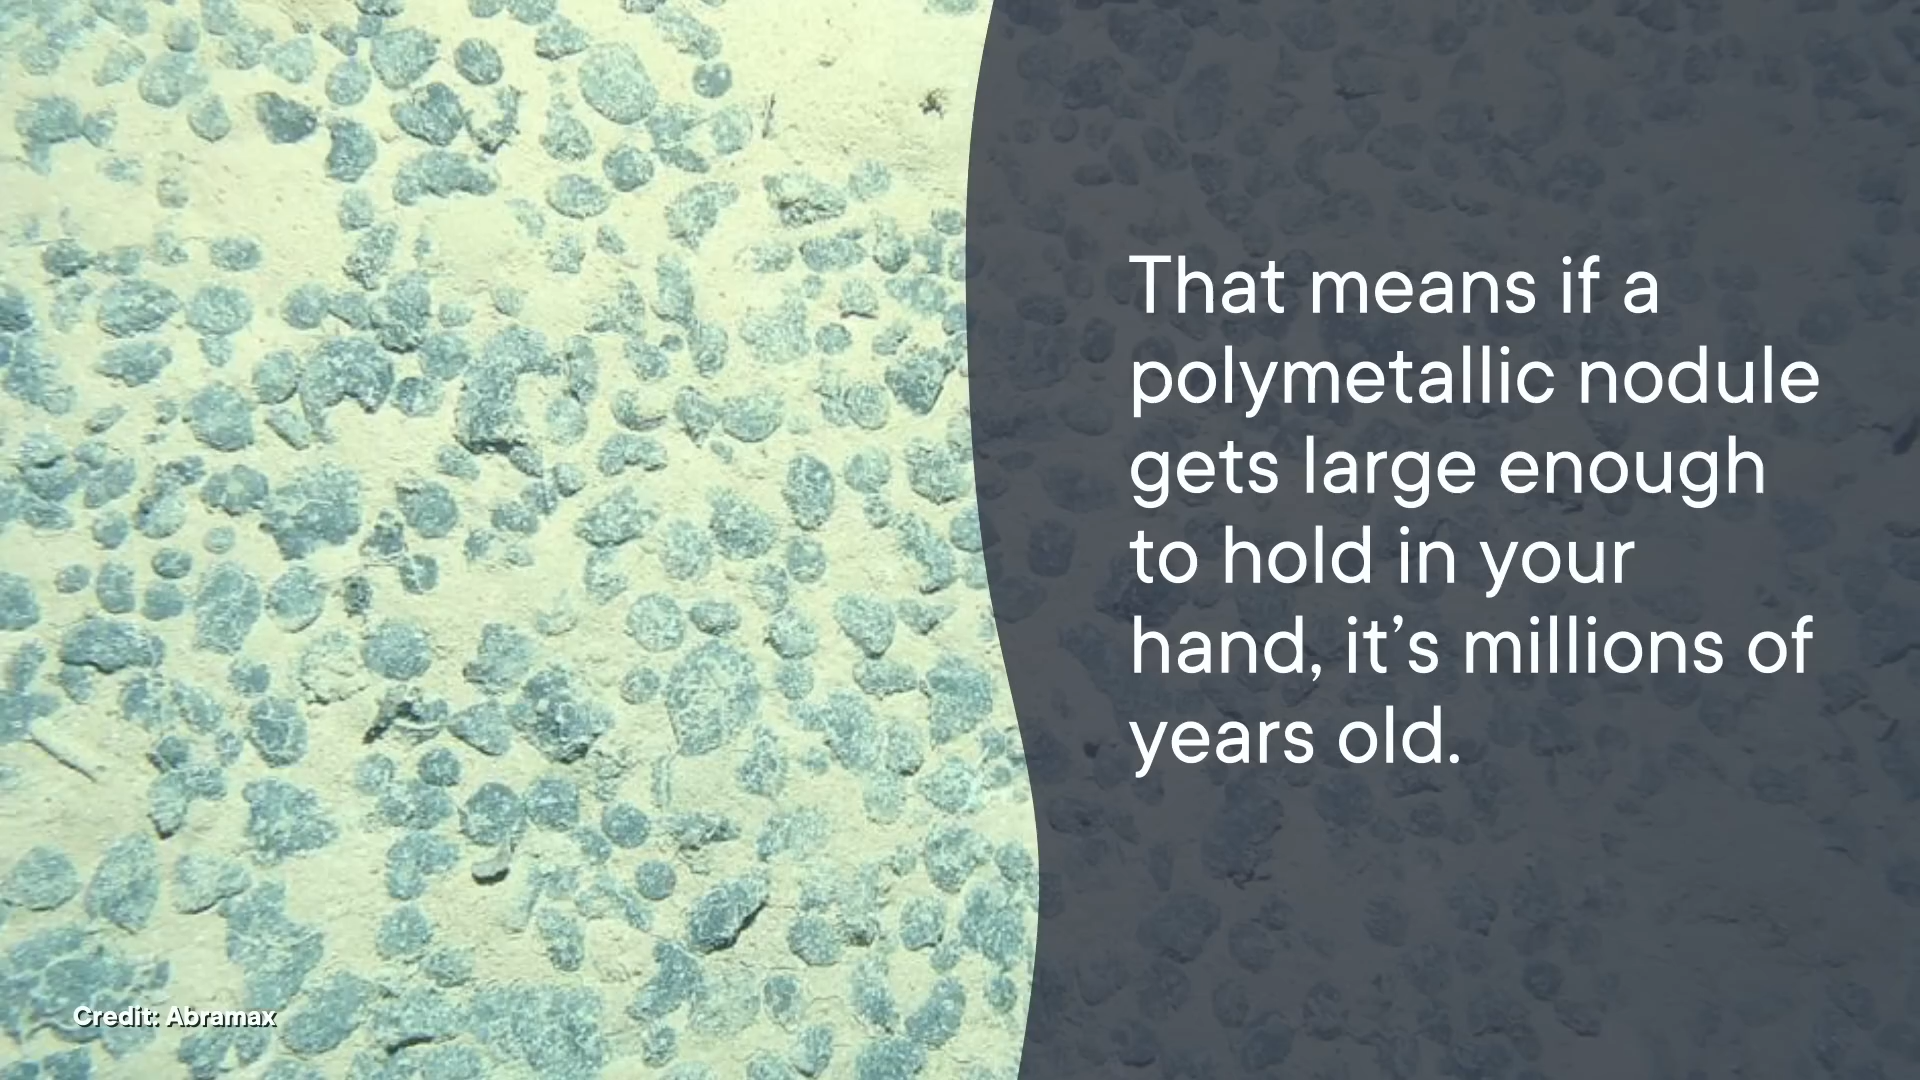 That means if a
polymetallic nodule
gets large enough
to hold in your
hand, it’s millions of
years old.
Credit: Abramax